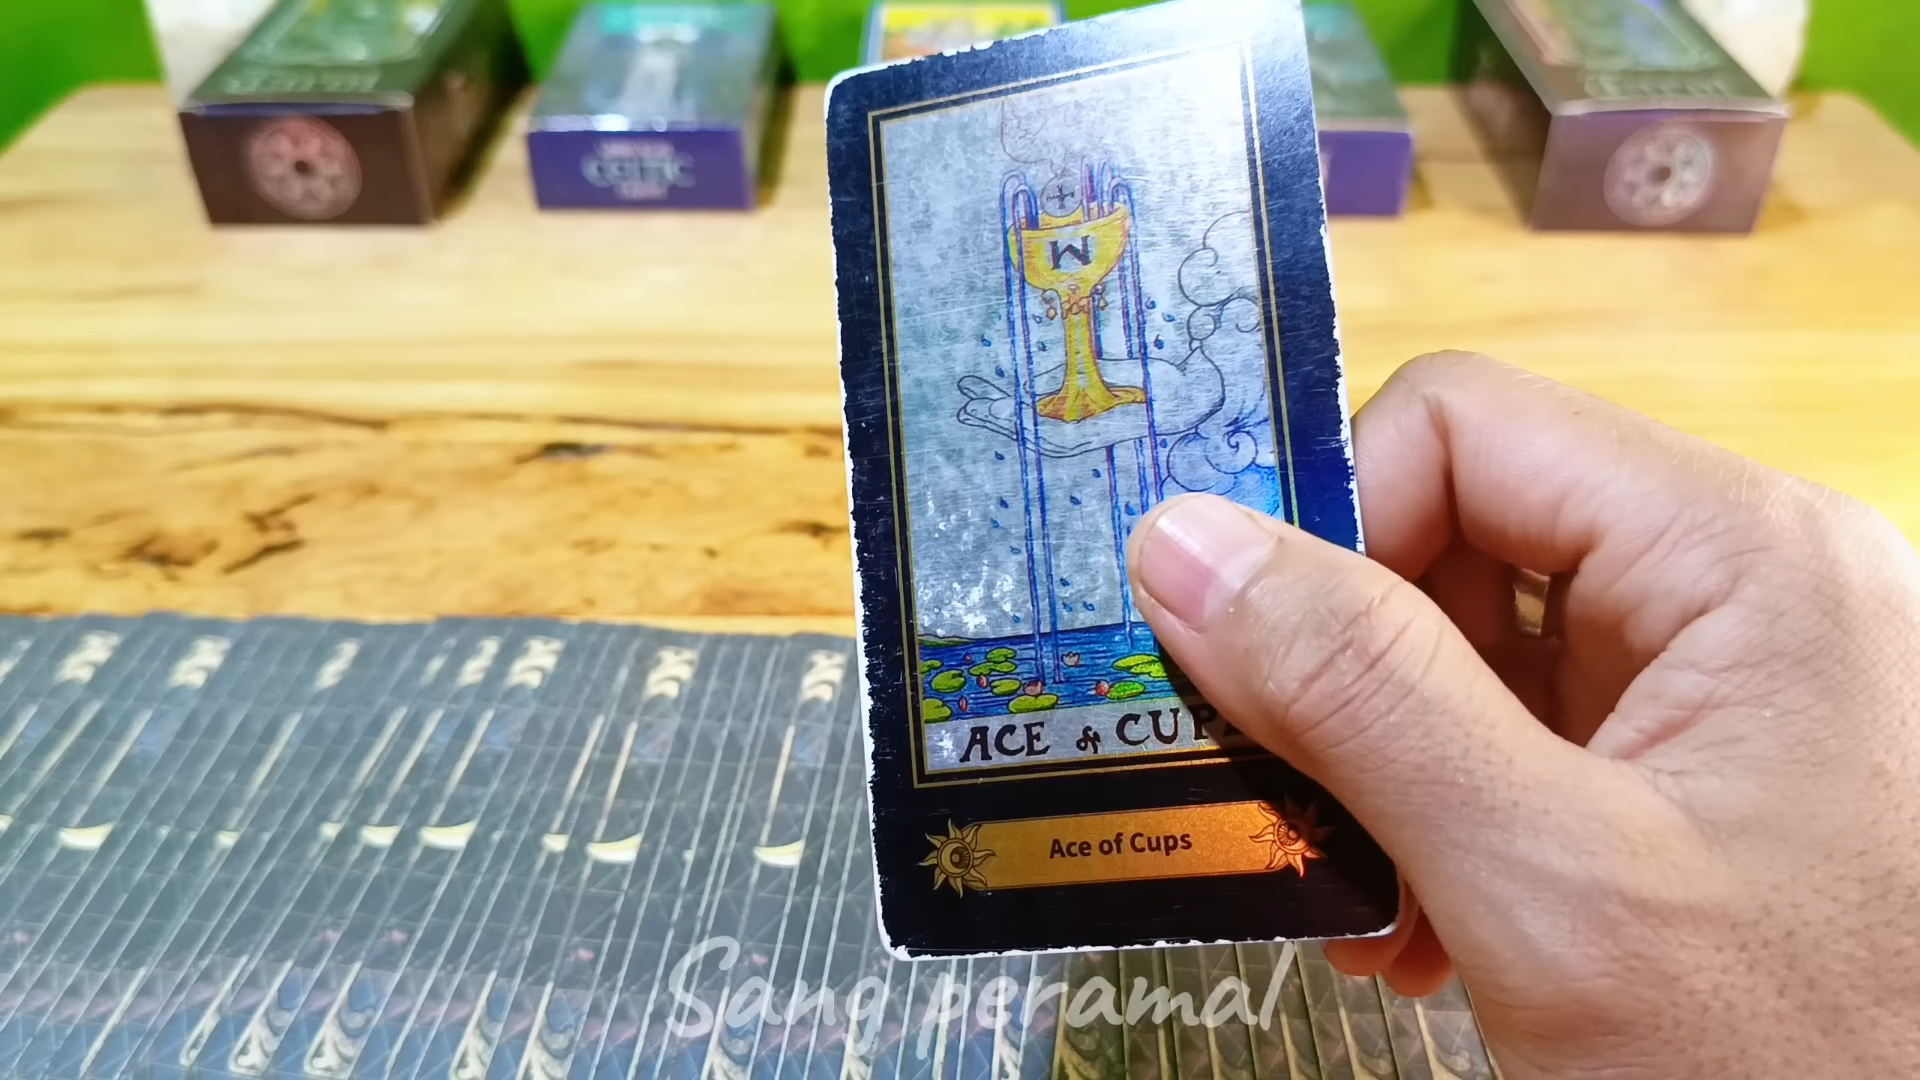 CELTIC
M
ACE of CUP
Ace of Cups
Sang peramal